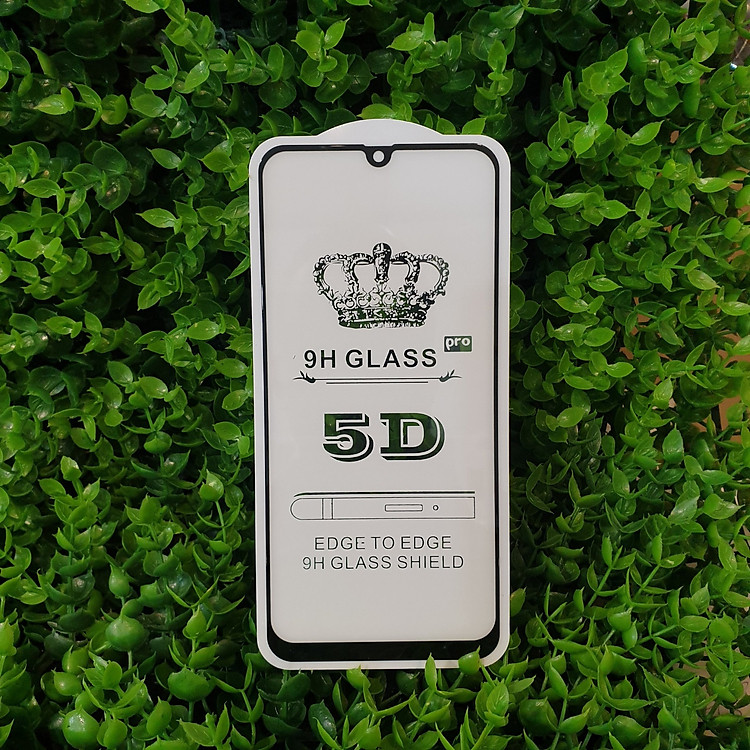 pro
9H GLASS
5D
EDGE TO EDGE
9H GLASS SHIELD